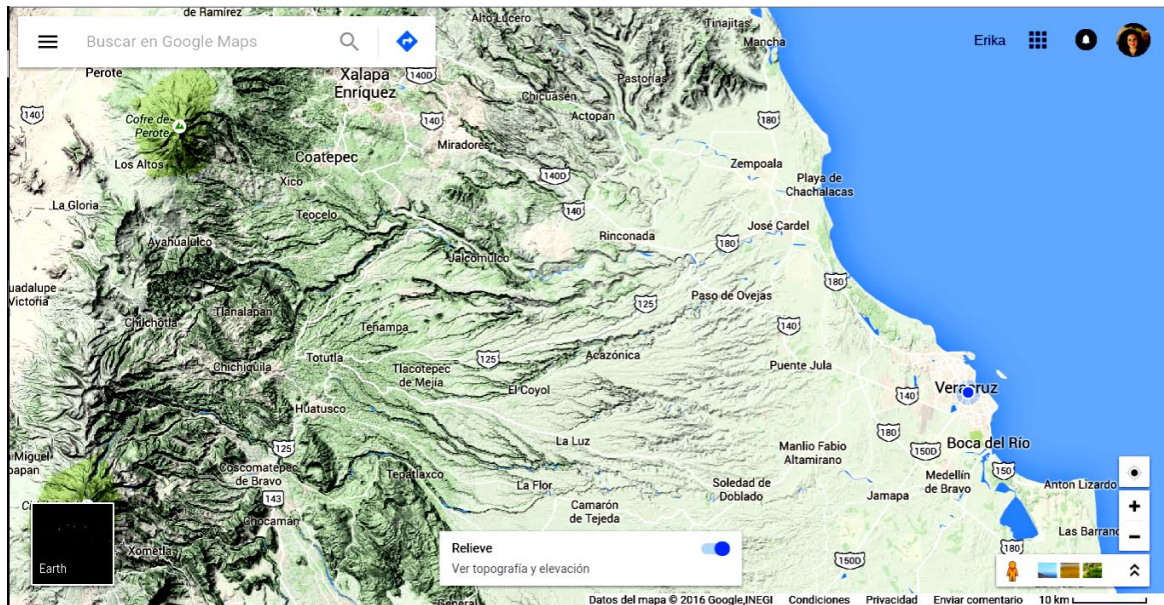 de Ramírez
Alto Lucero
Tinajitas
Buscar en Google Maps
Erika
Mancha
Perote
Xalapa
Enríquez
140D
Pastorías
Chicuasén
140
Cofre de
Perote
140
Actopan
180
Miradores
Los Altos
Coatepec
Zempoala
140D
Playa de
Chachalacas
Xico
La Gloria
Teocelo
140
José Cardel
Ayahualulco
Rinconada
180
Jalcomulco
180
uadalupe
Victoria
Paso de Ovejas
125
Tlanalapan
Chilchotla
Tenampa
140
Totutla
125
Acazónica
Chichiquila
Tlacotepec
de Mejía
Puente Jula
El Coyol
140
Veracruz
Huatusco
180
La Luz
Manlio Fabio
Altamirano
Boca del Río
125
150D
n Miguel
papan
Coscomatepec
de Bravo
Tepatlaxco
150
Medellín
de Bravo
La Flor
Soledad de
Doblado
Anton Lizardo
143
Jamapa
Camarón
de Tejeda
Chocamán
Las Barranc
Relieve
180
Xometla
Ver topografía y elevación
150D
Earth
General
Datos del mapa © 2016 Google,INEGI Condiciones Privacidad Enviar comentario 10 km